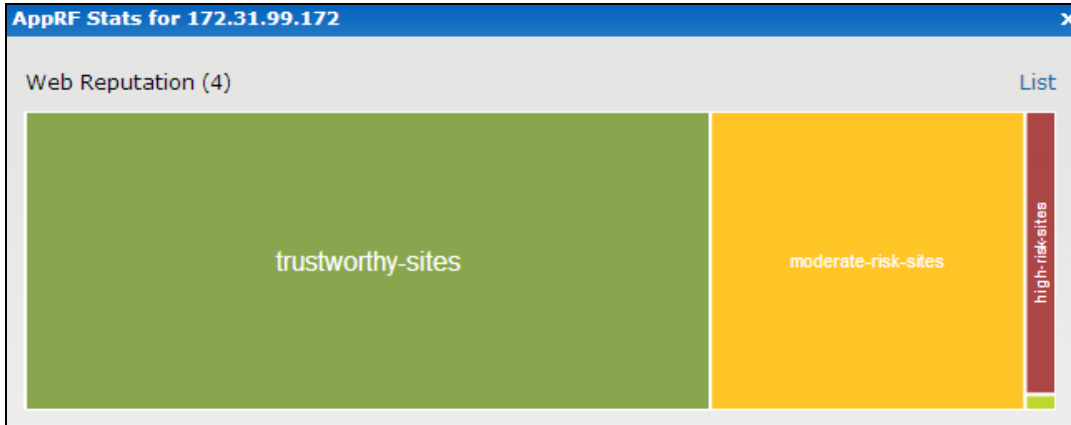 AppRF Stats for 172.31.99.172 x
Web Reputation (4) List
trustworthy-sites
moderate-risk-sites
high-risk-sites